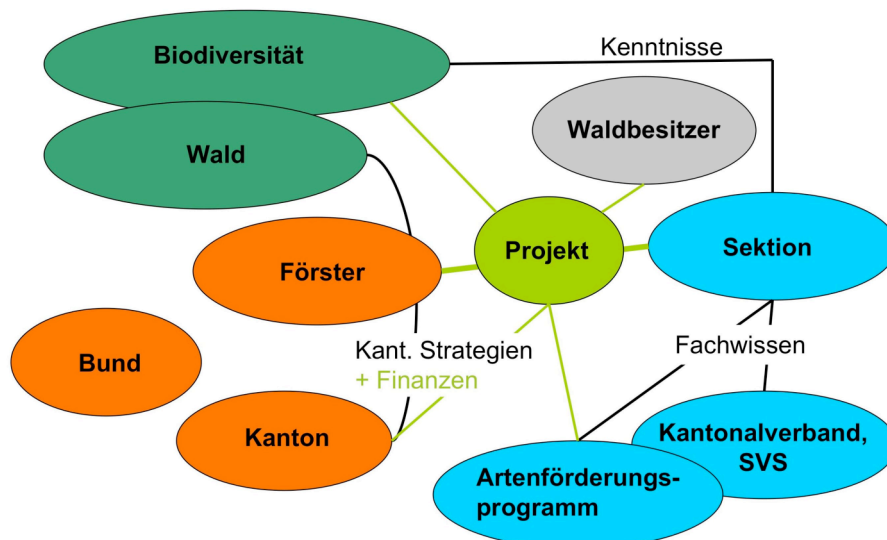 Biodiversität
Kenntnisse
Waldbesitzer
Wald
Projekt
Sektion
Förster
Kant. Strategien
+ Finanzen
Fachwissen
Bund
Kanton
Kantonalverband,
SVS
Artenförderungs-
programm